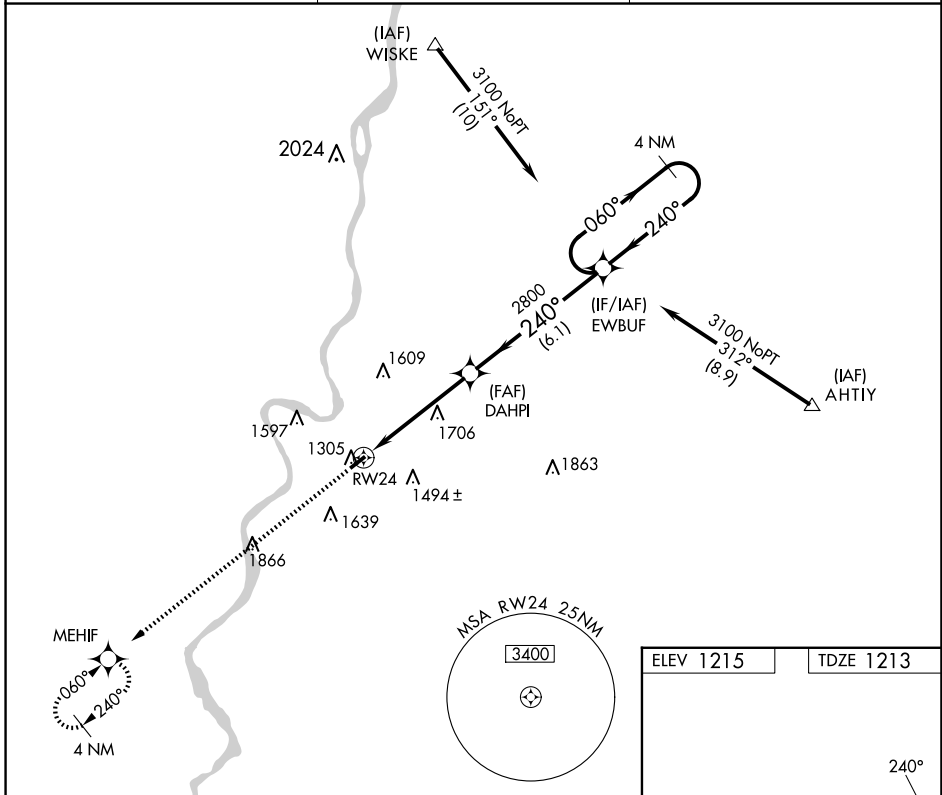 (IAF)
WISKE
3100 NoPT
151°
(10)
2024
4 NM
060°
240°
(IF/IAF)
EWBUF
2800
240°
(6.1)
3100 NoPT
312°
(8.9)
(IAF)
AHTIY
1609
(FAF)
DAHPI
1597
1706
1305
RW24
1863
1494 ±
1639
1866
MEHIF
060°
240°
4 NM
MSA RW24 25NM
3400
ELEV 1215
TDZE 1213
240°